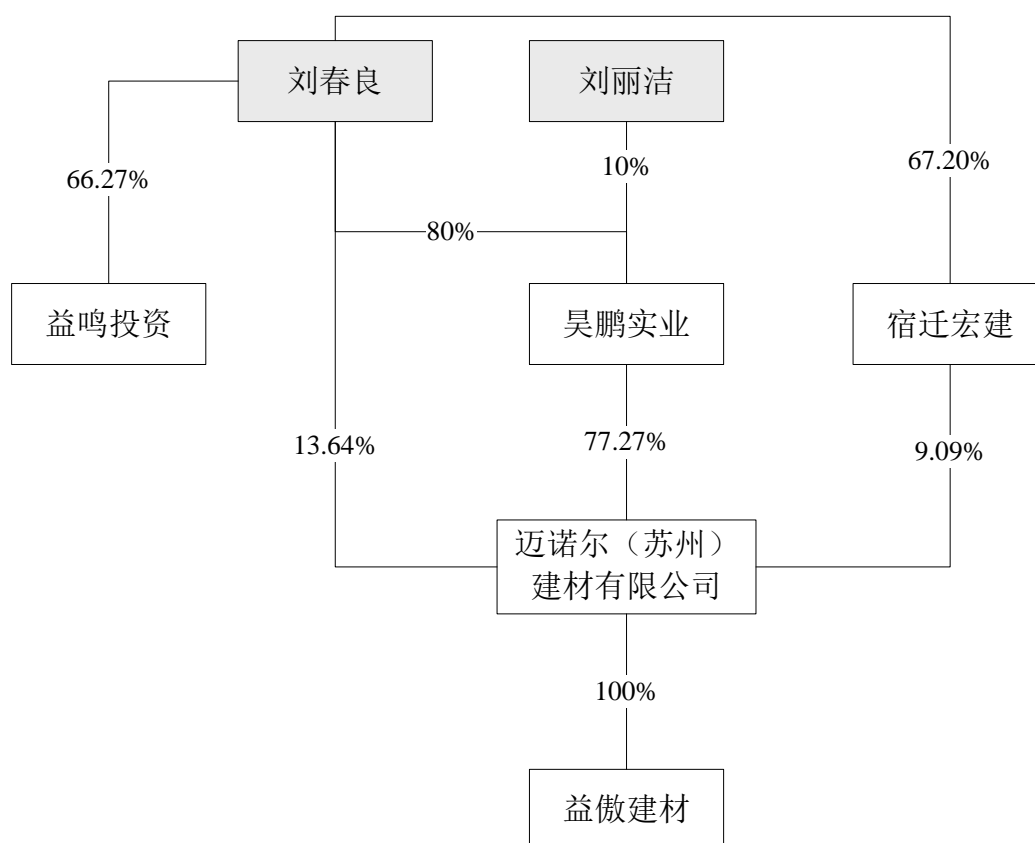 刘春良
刘丽洁
66.27%
10%
67.20%
80%
益鸣投资
昊鹏实业
宿迁宏建
13.64%
77.27%
9.09%
迈诺尔（苏州）
建材有限公司
100%
益傲建材